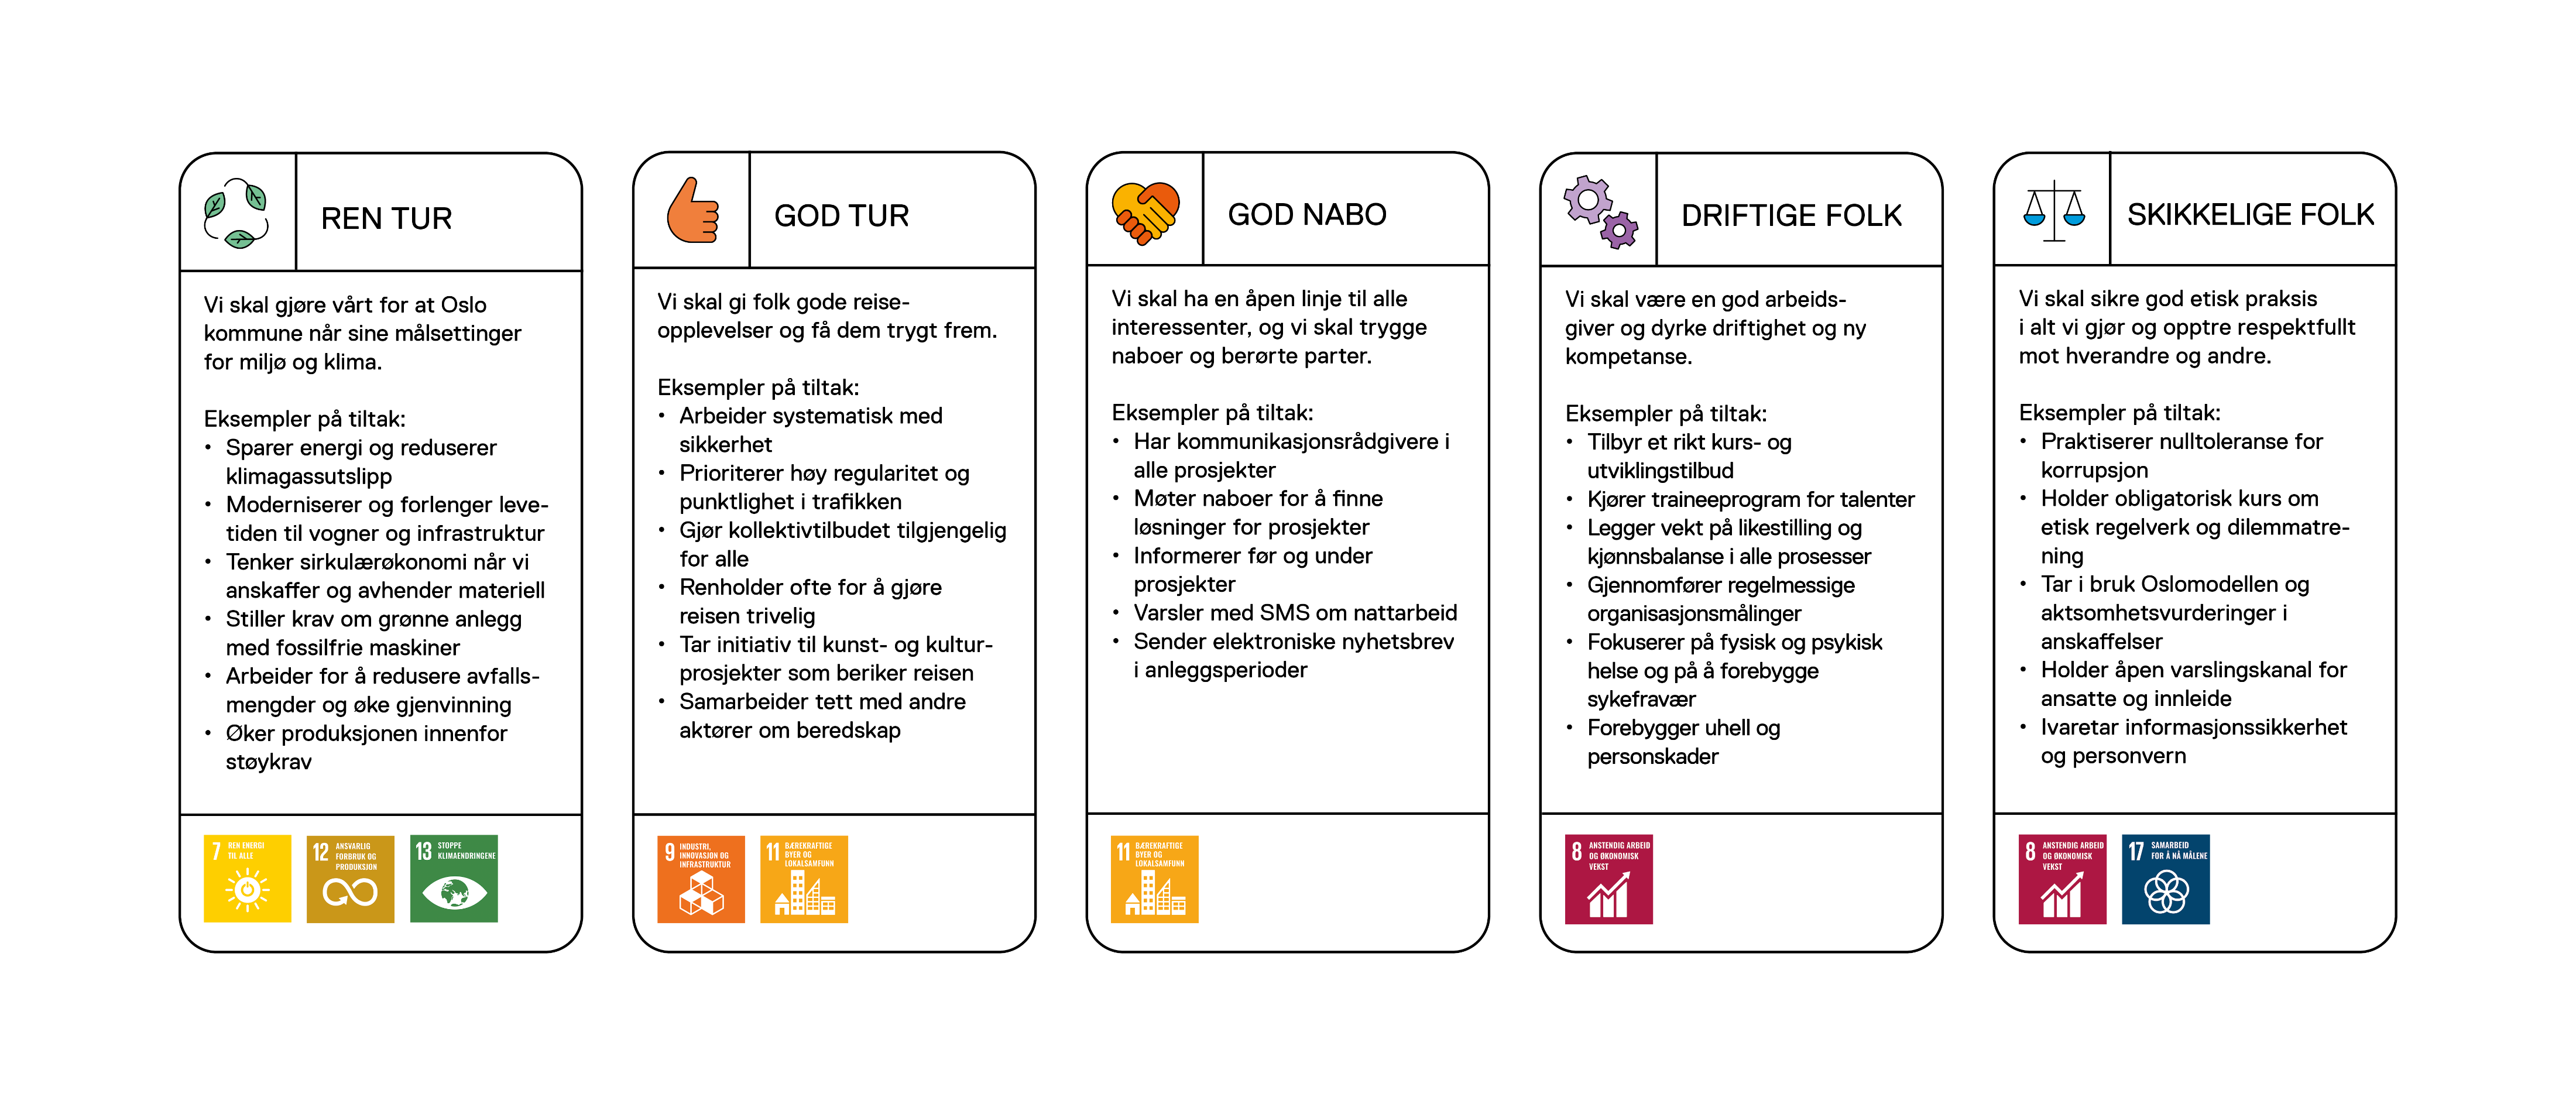 REN TUR
Vi skal gjøre vårt for at Oslo
kommune når sine målsettinger
for miljø og klima.
Eksempler på tiltak:
• Sparer energi og reduserer
klimagassutslipp
• Moderniserer og forlenger leve-
tiden til vogner og infrastruktur
• Tenker sirkulærøkonomi når vi
anskaffer og avhender materiell
• Stiller krav om grønne anlegg
med fossilfrie maskiner
• Arbeider for å redusere avfalls-
mengder og øke gjenvinning
• Øker produksjonen innenfor
støykrav
7 REN ENERGI
TIL ALLE
12 ANSVARLIG
FORBRUK OG
PRODUKSJON
13 STOPPE
KLIMAENDRINGENE
GOD TUR
Vi skal gi folk gode reise-
opplevelser og få dem trygt frem.
Eksempler på tiltak:
• Arbeider systematisk med
sikkerhet
• Prioriterer høy regularitet og
punktlighet i trafikken
• Gjør kollektivtilbudet tilgjengelig
for alle
• Renholder ofte for å gjøre
reisen trivelig
• Tar initiativ til kunst- og kultur-
prosjekter som beriker reisen
• Samarbeider tett med andre
aktører om beredskap
9 INDUSTRI,
INNOVASJON OG
INFRASTRUKTUR
11 BÆREKRAFTIGE
BYER OG
LOKALSAMFUNN
GOD NABO
Vi skal ha en åpen linje til alle
interessenter, og vi skal trygge
naboer og berørte parter.
Eksempler på tiltak:
• Har kommunikasjonsrådgivere i
alle prosjekter
• Møter naboer for å finne
løsninger for prosjekter
• Informerer før og under
prosjekter
• Varsler med SMS om nattarbeid
• Sender elektroniske nyhetsbrev
i anleggsperioder
11 BÆREKRAFTIGE
BYER OG
LOKALSAMFUNN
DRIFTIGE FOLK
Vi skal være en god arbeids-
giver og dyrke driftighet og ny
kompetanse.
Eksempler på tiltak:
• Tilbyr et rikt kurs- og
utviklingstilbud
• Kjører traineeprogram for talenter
• Legger vekt på likestilling og
kjønnsbalanse i alle prosesser
• Gjennomfører regelmessige
organisasjonsmålinger
• Fokuserer på fysisk og psykisk
helse og på å forebygge
sykefravær
• Forebygger uhell og
personskader
8 ANSTENDIG ARBEID
OG ØKONOMISK
VEKST
SKIKKELIGE FOLK
Vi skal sikre god etisk praksis
i alt vi gjør og opptre respektfullt
mot hverandre og andre.
Eksempler på tiltak:
• Praktiserer nulltoleranse for
korrupsjon
• Holder obligatorisk kurs om
etisk regelverk og dilemmatre-
ning
• Tar i bruk Oslomodellen og
aktsomhetsvurderinger i
anskaffelser
• Holder åpen varslingskanal for
ansatte og innleide
• Ivaretar informasjonssikkerhet
og personvern
8 ANSTENDIG ARBEID
OG ØKONOMISK
VEKST
17 SAMARBEID
FOR Å NÅ MÅLENE